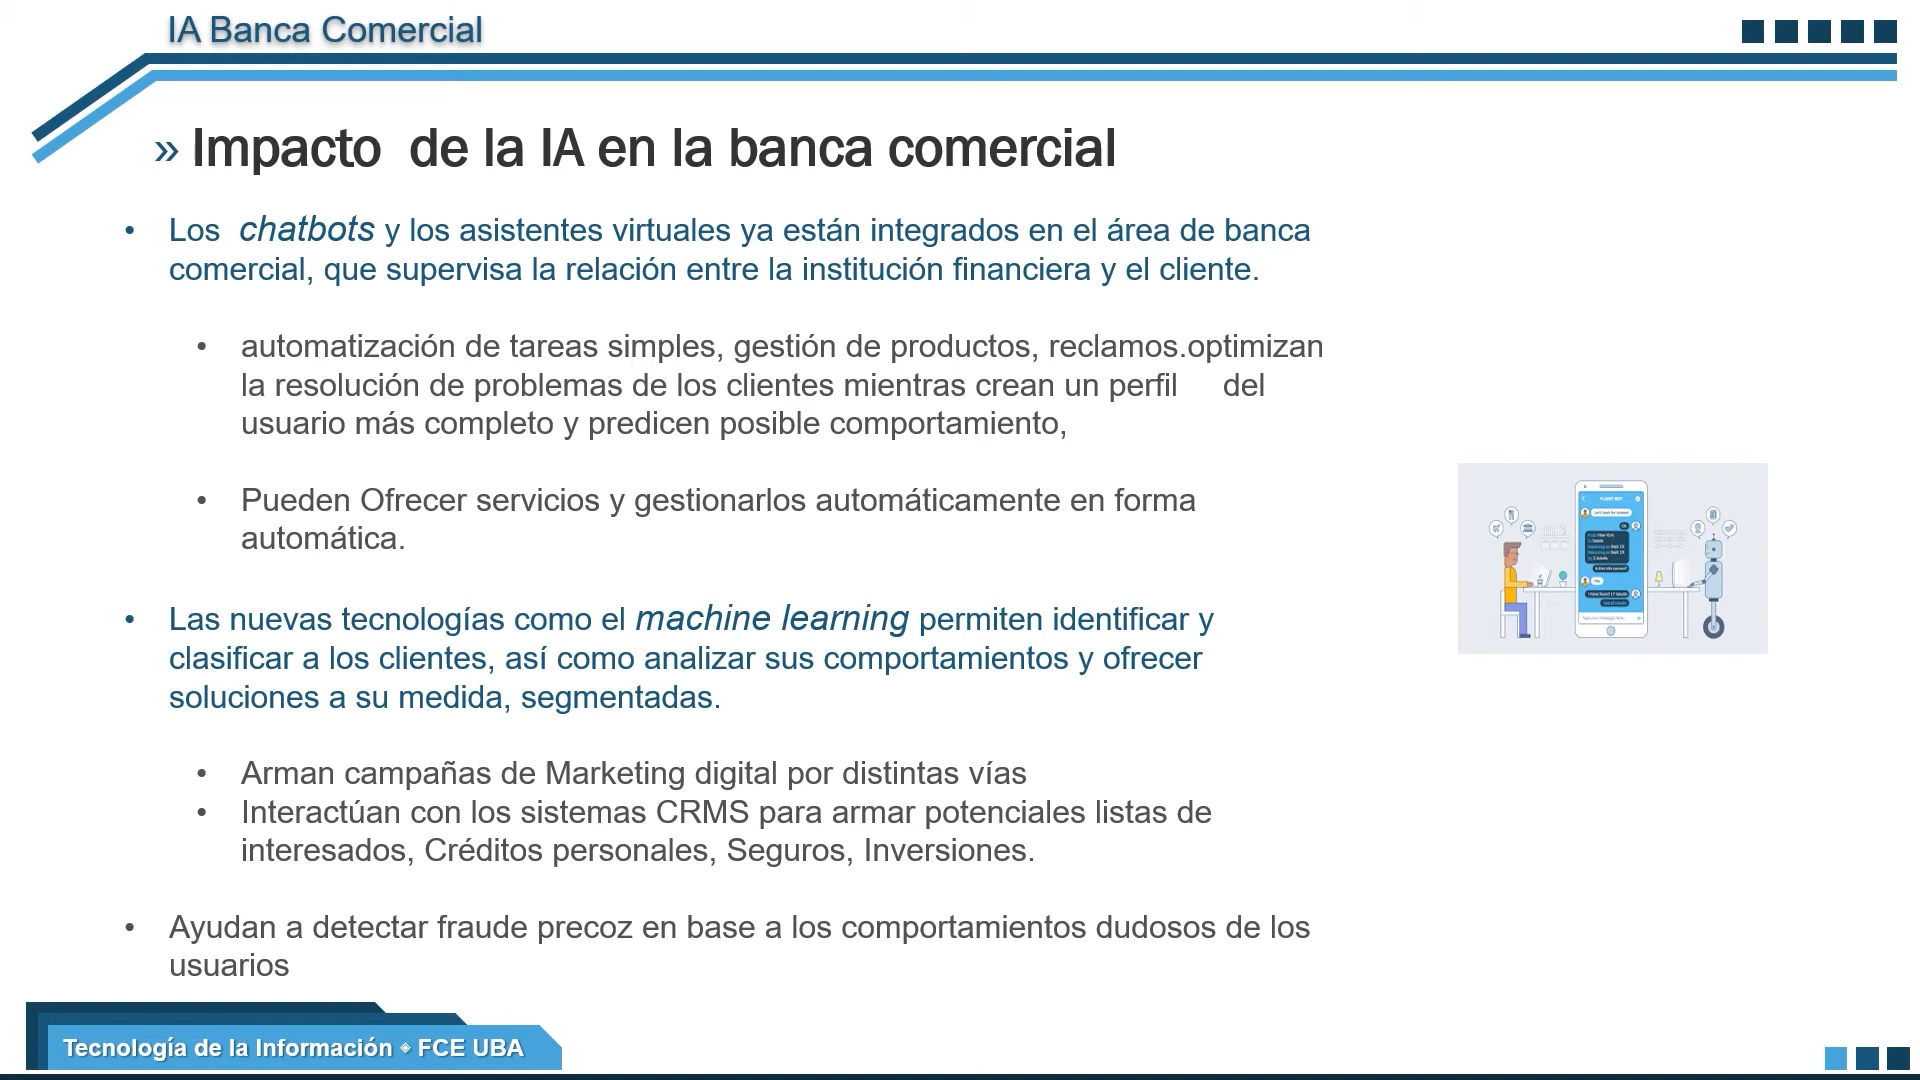 IA Banca Comercial
» Impacto de la IA en la banca comercial
• Los chatbots y los asistentes virtuales ya están integrados en el área de banca
comercial, que supervisa la relación entre la institución financiera y el cliente.
• automatización de tareas simples, gestión de productos, reclamos.optimizan
la resolución de problemas de los clientes mientras crean un perfil del
usuario más completo y predicen posible comportamiento,
• Pueden Ofrecer servicios y gestionarlos automáticamente en forma
automática.
• Las nuevas tecnologías como el machine learning permiten identificar y
clasificar a los clientes, así como analizar sus comportamientos y ofrecer
soluciones a su medida, segmentadas.
• Arman campañas de Marketing digital por distintas vías
• Interactúan con los sistemas CRMS para armar potenciales listas de
interesados, Créditos personales, Seguros, Inversiones.
• Ayudan a detectar fraude precoz en base a los comportamientos dudosos de los
usuarios
FLIGHT BOT
Tecnología de la Información ◈ FCE UBA